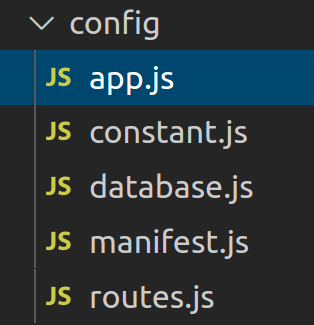 config
JS app.js
JS constant.js
JS database.js
JS manifest.js
JS routes.js